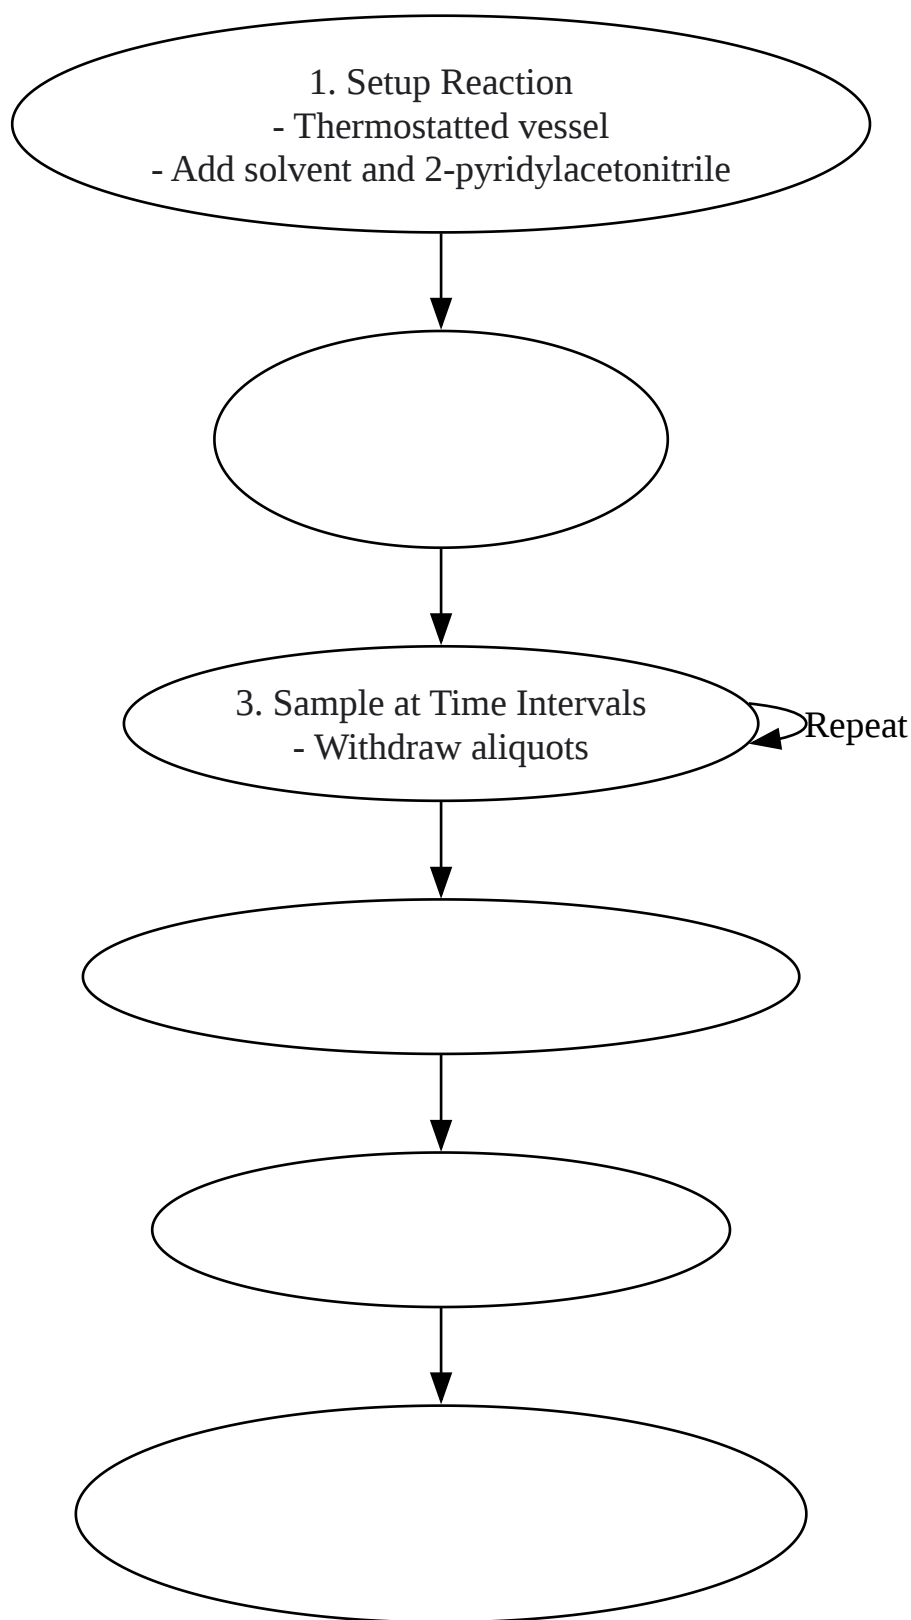 1. Setup Reaction
- Thermostatted vessel
- Add solvent and 2-pyridylacetonitrile
3. Sample at Time Intervals
- Withdraw aliquots
Repeat